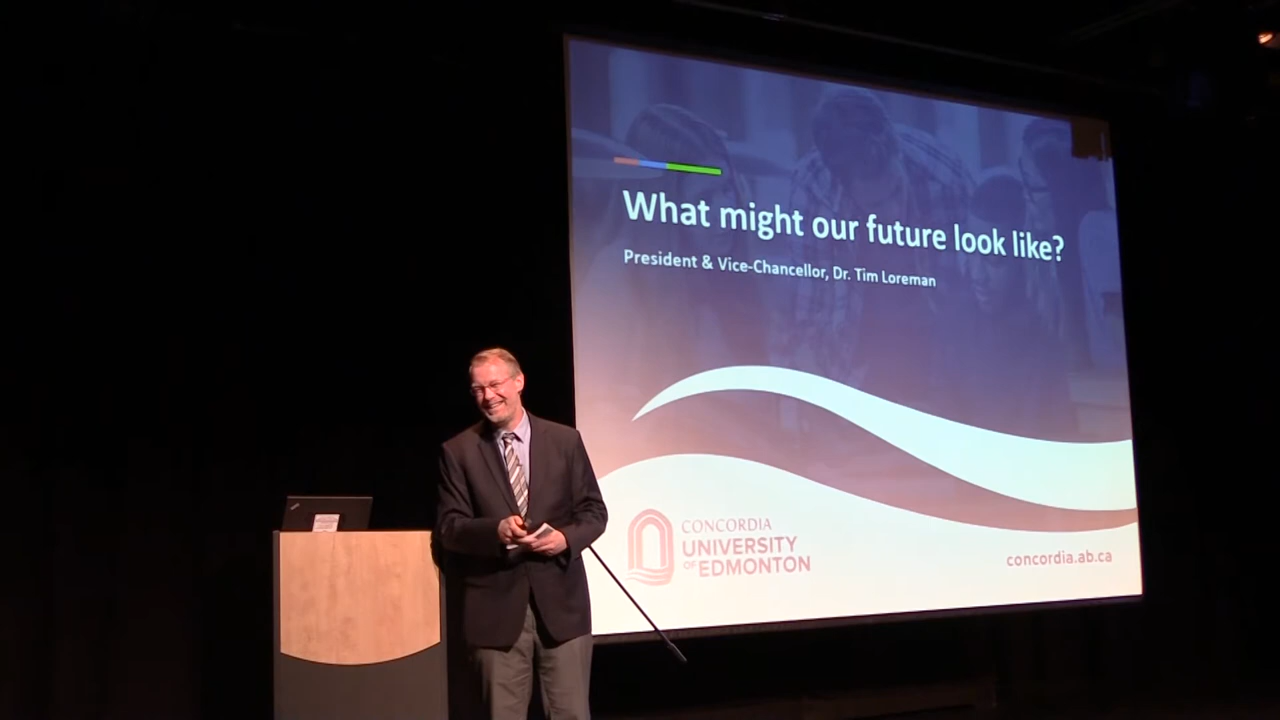 What might our future look like?
President & Vice-Chancellor, Dr. Tim Loreman
CONCORDIA
UNIVERSITY
OF EDMONTON
concordia.ab.ca